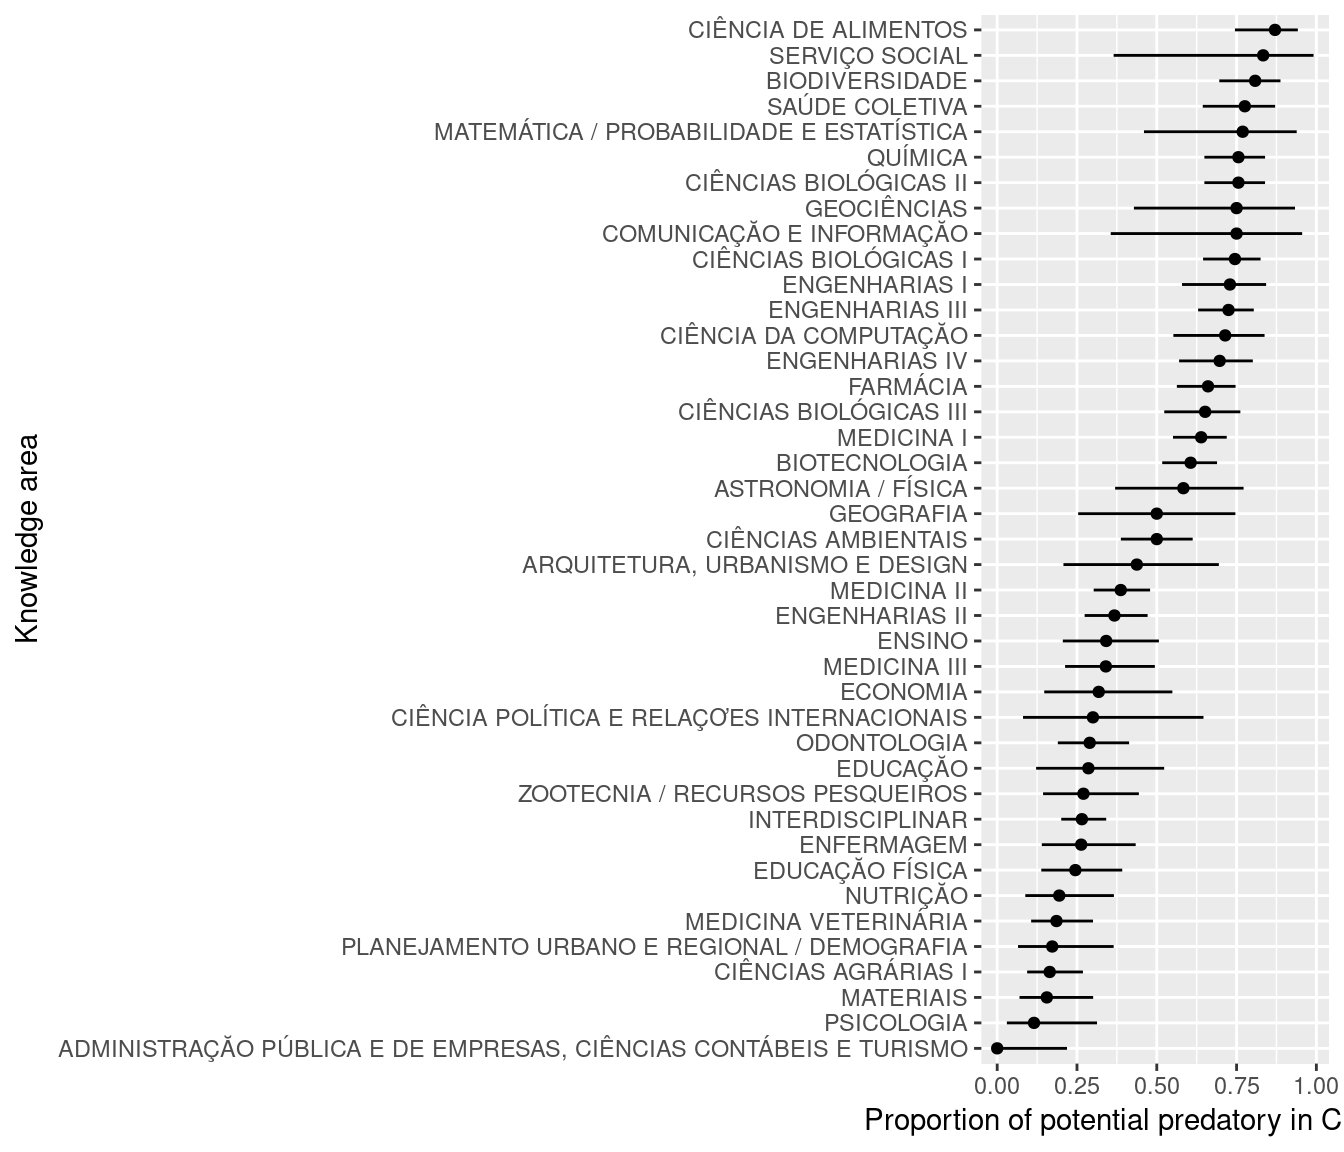 CIÊNCIA DE ALIMENTOS
SERVIÇO SOCIAL
BIODIVERSIDADE
SAÚDE COLETIVA
MATEMÁTICA / PROBABILIDADE E ESTATÍSTICA
QUÍMICA
CIÊNCIAS BIOLÓGICAS II
GEOCIÊNCIAS
COMUNICAÇÃO E INFORMAÇÃO
CIÊNCIAS BIOLÓGICAS I
ENGENHARIAS I
ENGENHARIAS III
CIÊNCIA DA COMPUTAÇÃO
ENGENHARIAS IV
FARMÁCIA
CIÊNCIAS BIOLÓGICAS III
MEDICINA I
BIOTECNOLOGIA
ASTRONOMIA / FÍSICA
GEOGRAFIA
CIÊNCIAS AMBIENTAIS
ARQUITETURA, URBANISMO E DESIGN
MEDICINA II
ENGENHARIAS II
ENSINO
MEDICINA III
ECONOMIA
CIÊNCIA POLÍTICA E RELAÇÕES INTERNACIONAIS
ODONTOLOGIA
EDUCAÇÃO
ZOOTECNIA / RECURSOS PESQUEIROS
INTERDISCIPLINAR
ENFERMAGEM
EDUCAÇÃO FÍSICA
NUTRIÇÃO
MEDICINA VETERINÁRIA
PLANEJAMENTO URBANO E REGIONAL / DEMOGRAFIA
CIÊNCIAS AGRÁRIAS I
MATERIAIS
PSICOLOGIA
ADMINISTRAÇÃO PÚBLICA E DE EMPRESAS, CIÊNCIAS CONTÁBEIS E TURISMO
Knowledge area
0.00 0.25 0.50 0.75 1.00
Proportion of potential predatory in C